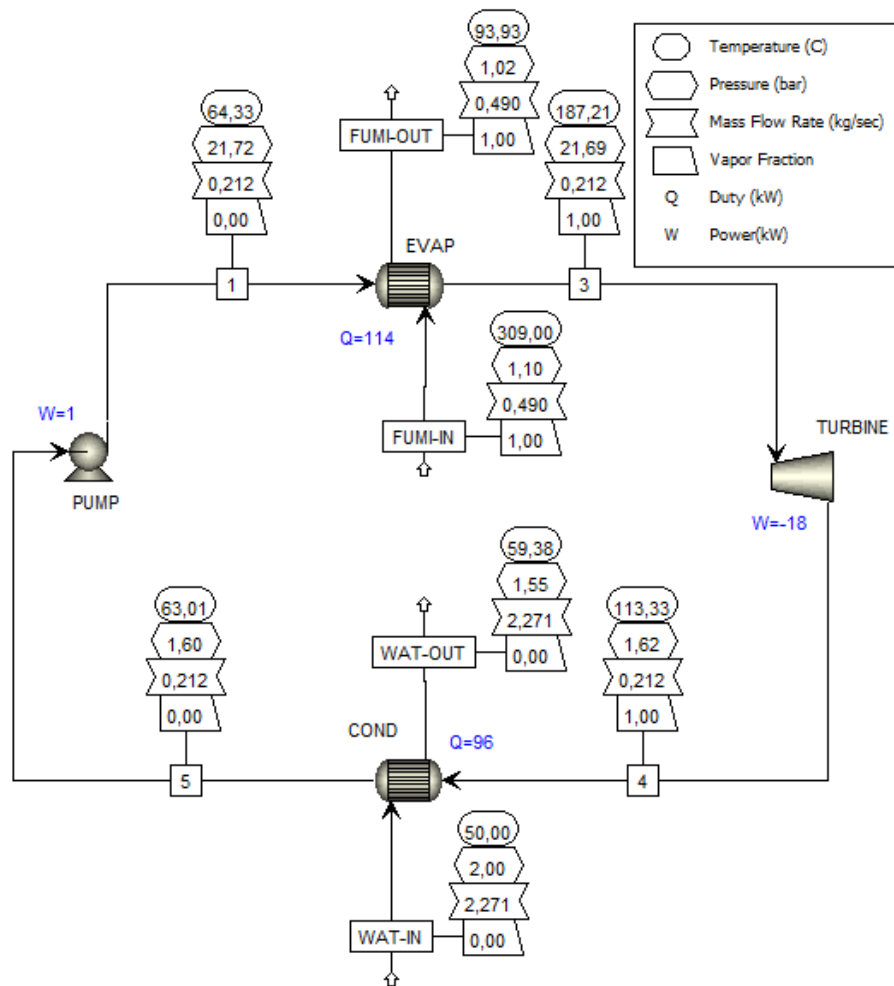 93,93
1,02
0,490
1,00
FUMI-OUT
64,33
21,72
0,212
0,00
1
187,21
21,69
0,212
1,00
3
Temperature (C)
Pressure (bar)
Mass Flow Rate (kg/sec)
Vapor Fraction
Q Duty (kW)
W Power(kW)
EVAP
Q=114
309,00
1,10
0,490
1,00
FUMI-IN
W=1
PUMP
TURBINE
W=-18
59,38
1,55
2,271
0,00
WAT-OUT
63,01
1,60
0,212
0,00
5
113,33
1,62
0,212
1,00
4
COND
Q=96
50,00
2,00
2,271
0,00
WAT-IN